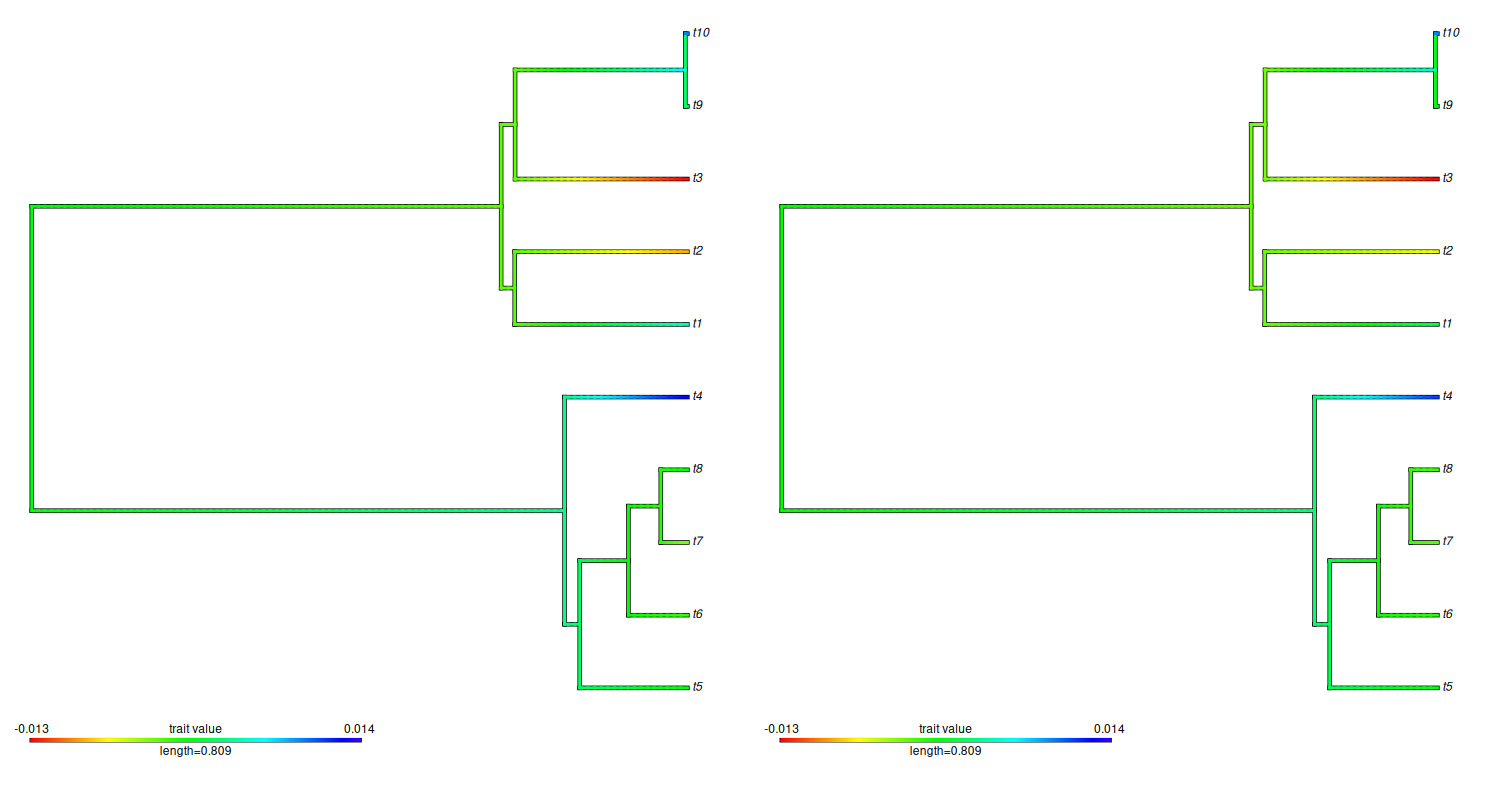 t10
t9
t3
t2
t1
t4
t8
t7
t6
t5
-0.013 trait value 0.014
length=0.809
t10
t9
t3
t2
t1
t4
t8
t7
t6
t5
-0.013 trait value 0.014
length=0.809